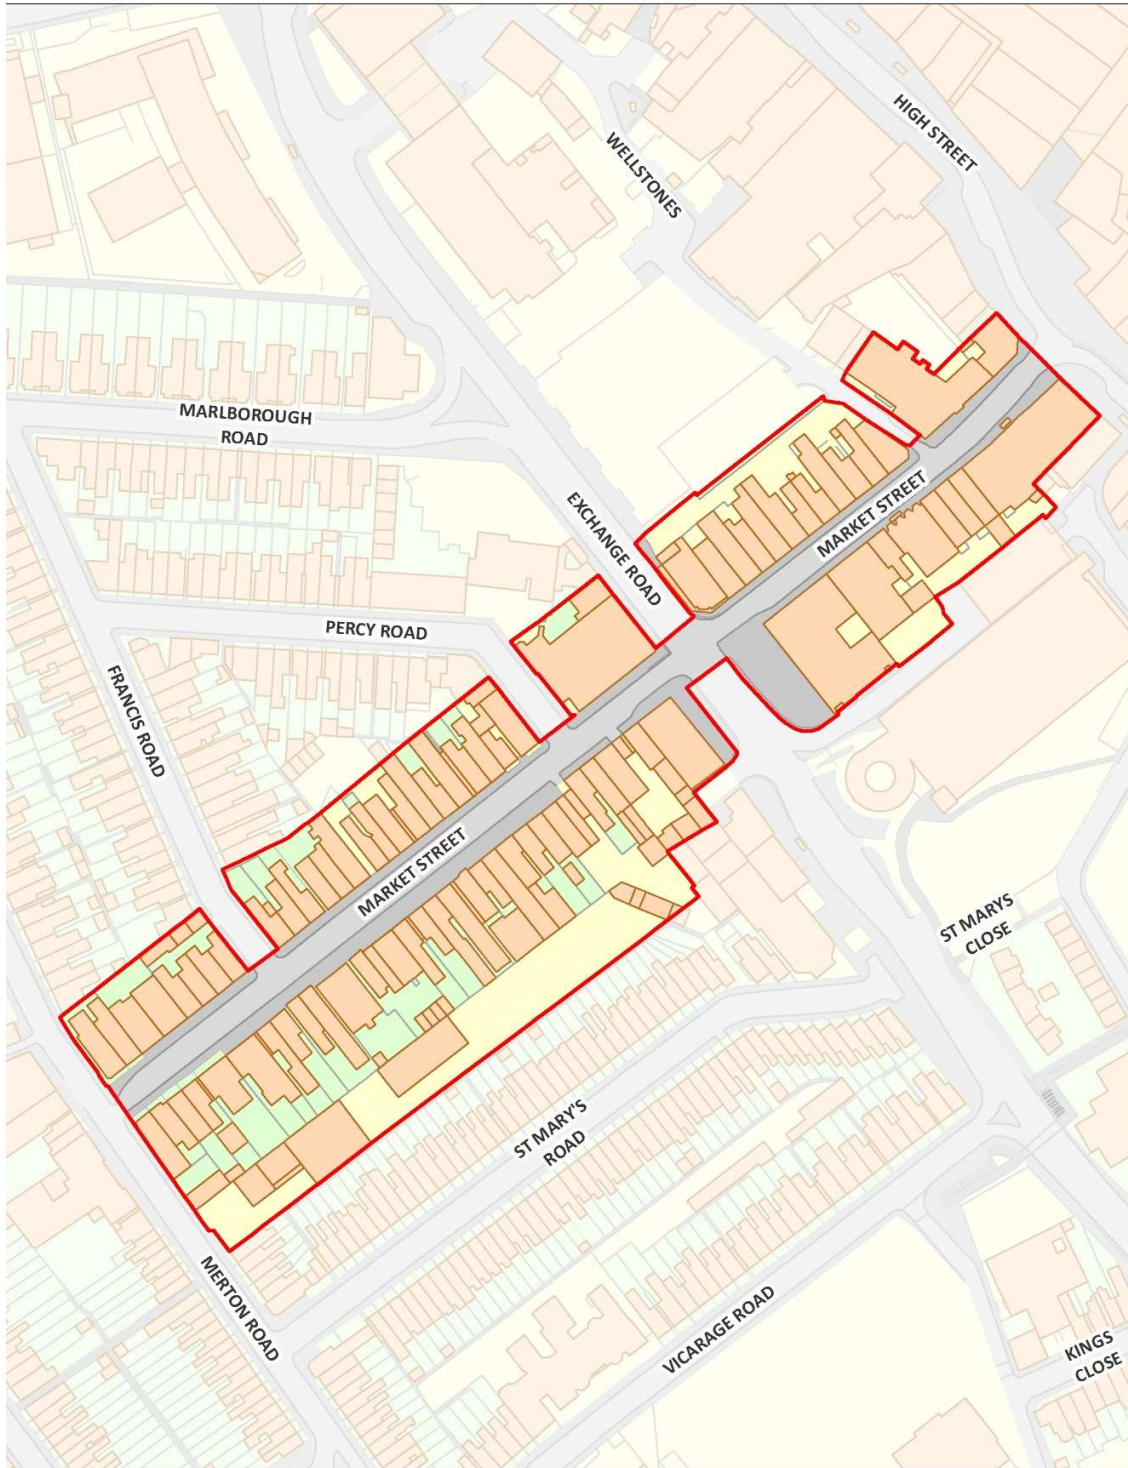 HIGH STREET
WELLSTONES
MARLBOROUGH
ROAD
EXCHANGE ROAD
MARKET STREET
PERCY ROAD
FRANCIS ROAD
MARKET STREET
ST MARYS
CLOSE
ST MARY'S
ROAD
MERTON ROAD
VICARAGE ROAD
KINGS
CLOSE